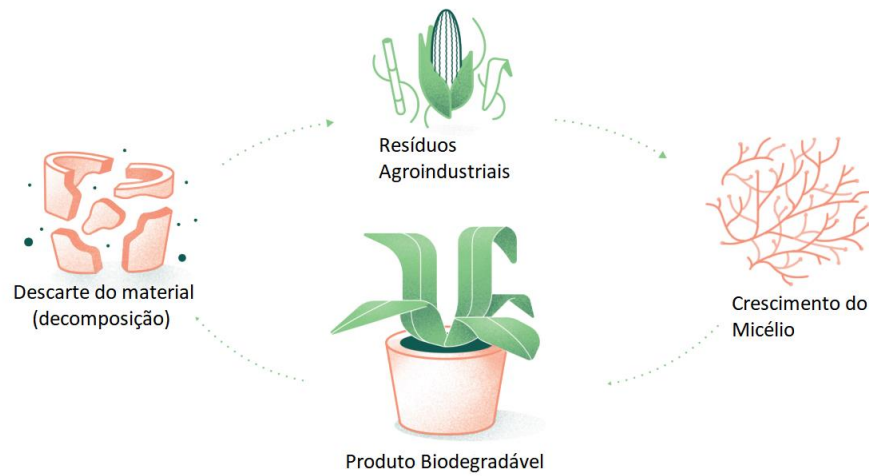 Resíduos
Agroindustriais
Descarte do material
(decomposição)
Crescimento do
Micélio
Produto Biodegradável